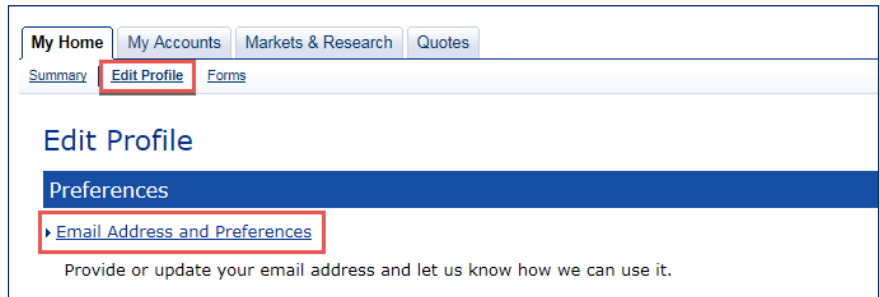 My Home My Accounts Markets & Research Quotes
Summary Edit Profile Forms
Edit Profile
Preferences
Email Address and Preferences
Provide or update your email address and let us know how we can use it.